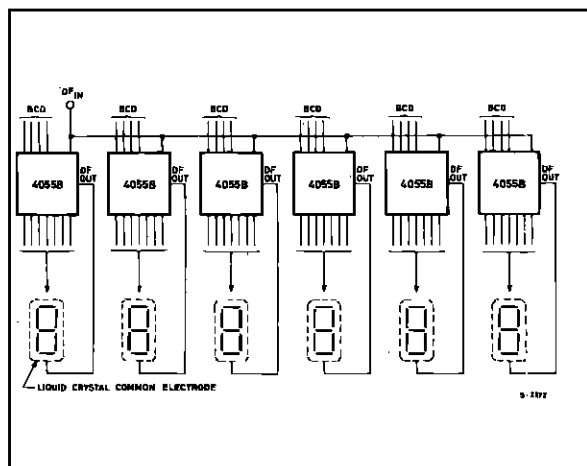 DF IN
BCD BCD BCD BCD BCD BCD
4055B DF OUT 4055B DF OUT 4055B DF OUT 4055B DF OUT 4055B DF OUT 4055B DF OUT
LIQUID CRYSTAL COMMON ELECTRODE